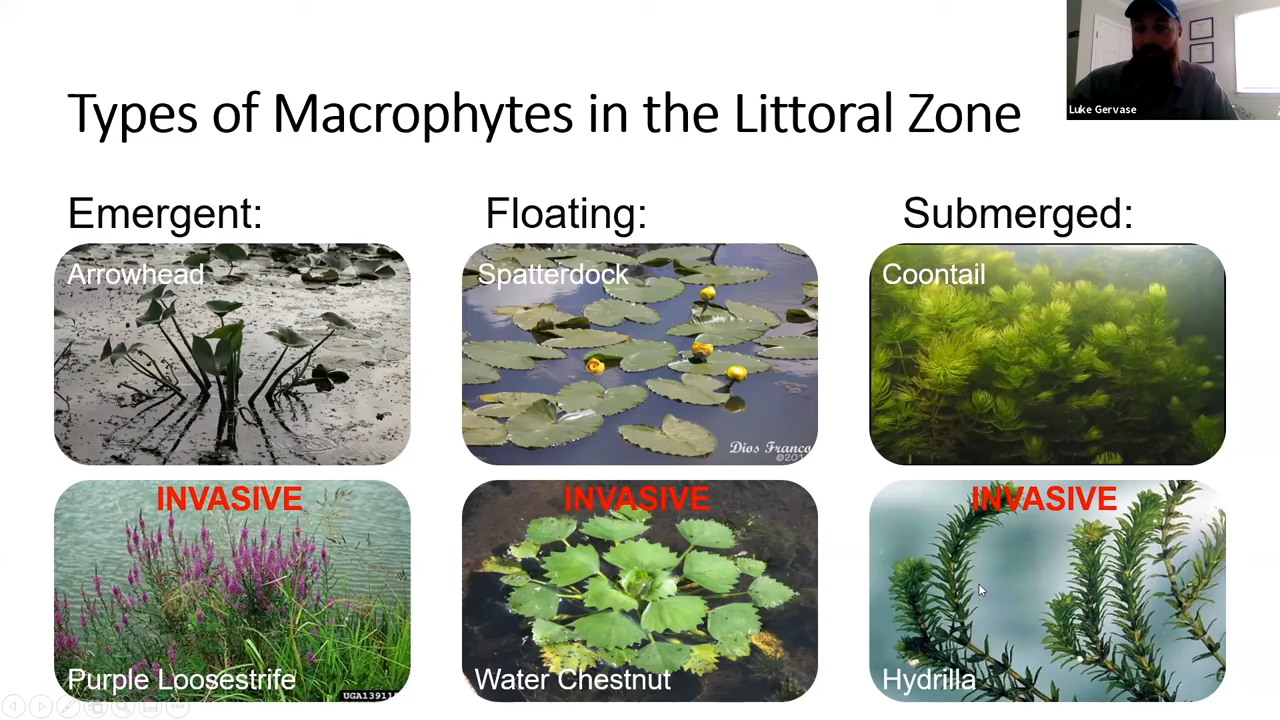 Luke Gervase
Types of Macrophytes in the Littoral Zone
Emergent:
Floating:
Submerged:
Arrowhead
Spatterdock
Coontail
Dios Franco
INVASIVE
INVASIVE
INVASIVE
Purple Loosestrife
Water Chestnut
Hydrilla